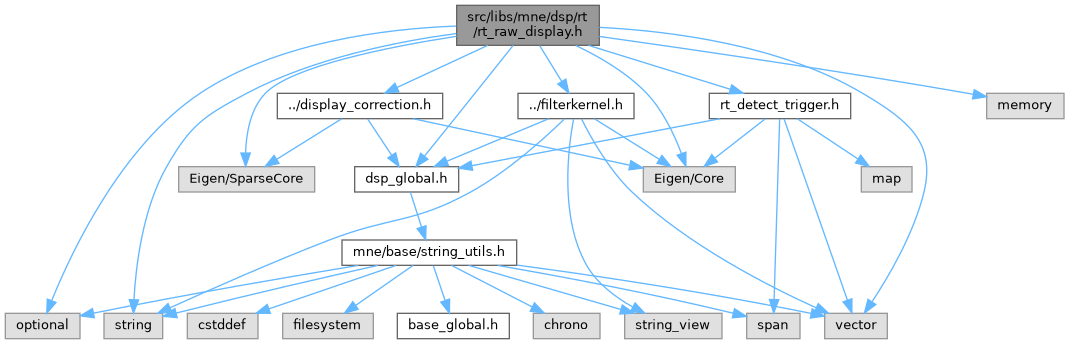 src/libs/mne/dsp/rt
/rt_raw_display.h
../display_correction.h
../filterkernel.h
rt_detect_trigger.h
memory
Eigen/SparseCore
dsp_global.h
Eigen/Core
map
mne/base/string_utils.h
optional
string
cstddef
filesystem
base_global.h
chrono
string_view
span
vector